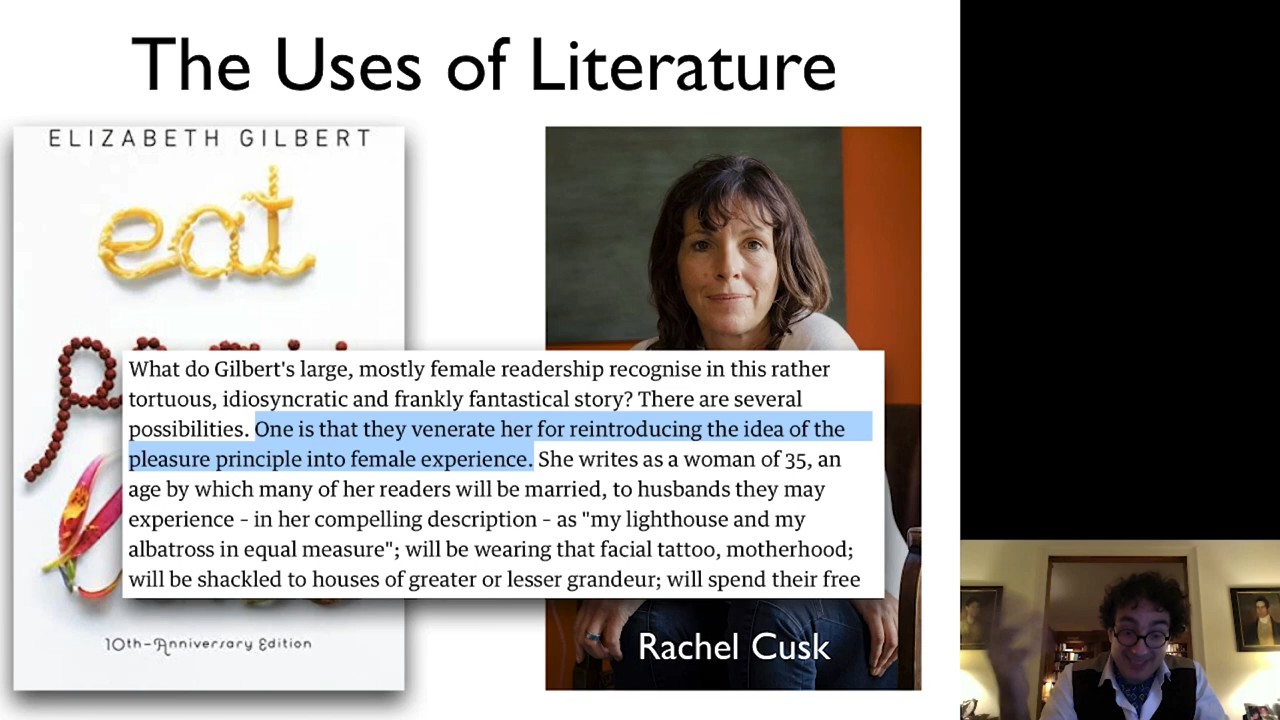 The Uses of Literature
ELIZABETH GILBERT
eat
What do Gilbert's large, mostly female readership recognise in this rather
tortuous, idiosyncratic and frankly fantastical story? There are several
possibilities. One is that they venerate her for reintroducing the idea of the
pleasure principle into female experience. She writes as a woman of 35, an
age by which many of her readers will be married, to husbands they may
experience – in her compelling description – as "my lighthouse and my
albatross in equal measure"; will be wearing that facial tattoo, motherhood;
will be shackled to houses of greater or lesser grandeur; will spend their free
10th-Anniversary Edition
Rachel Cusk